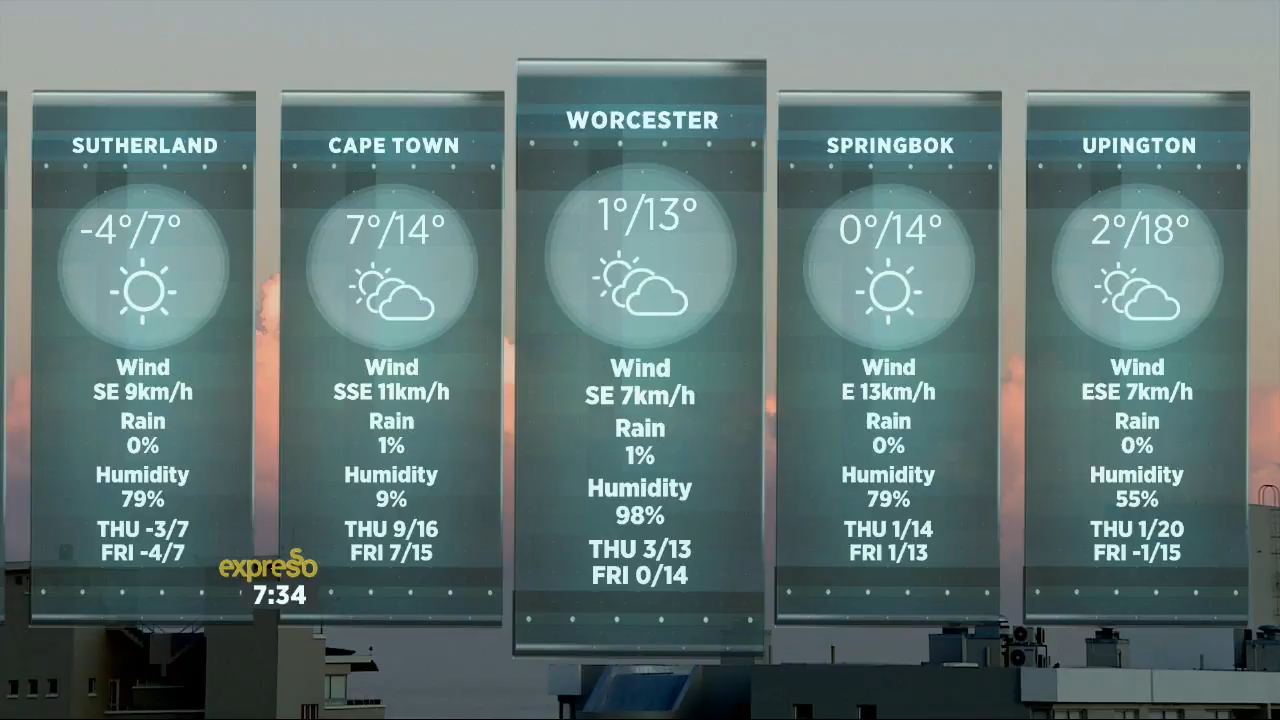 SUTHERLAND
-4°/7°
Wind
SE 9km/h
Rain
0%
Humidity
79%
THU -3/7
FRI -4/7
CAPE TOWN
7°/14°
Wind
SSE 11km/h
Rain
1%
Humidity
9%
THU 9/16
FRI 7/15
WORCESTER
1°/13°
Wind
SE 7km/h
Rain
1%
Humidity
98%
THU 3/13
FRI 0/14
SPRINGBOK
0°/14°
Wind
E 13km/h
Rain
0%
Humidity
79%
THU 1/14
FRI 1/13
UPINGTON
2°/18°
Wind
ESE 7km/h
Rain
0%
Humidity
55%
THU 1/20
FRI -1/15
expresso
7:34